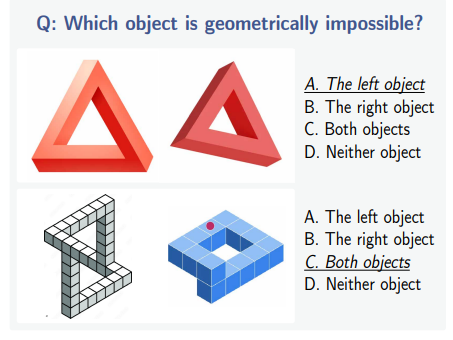 Q: Which object is geometrically impossible?
A. The left object
B. The right object
C. Both objects
D. Neither object
A. The left object
B. The right object
C. Both objects
D. Neither object